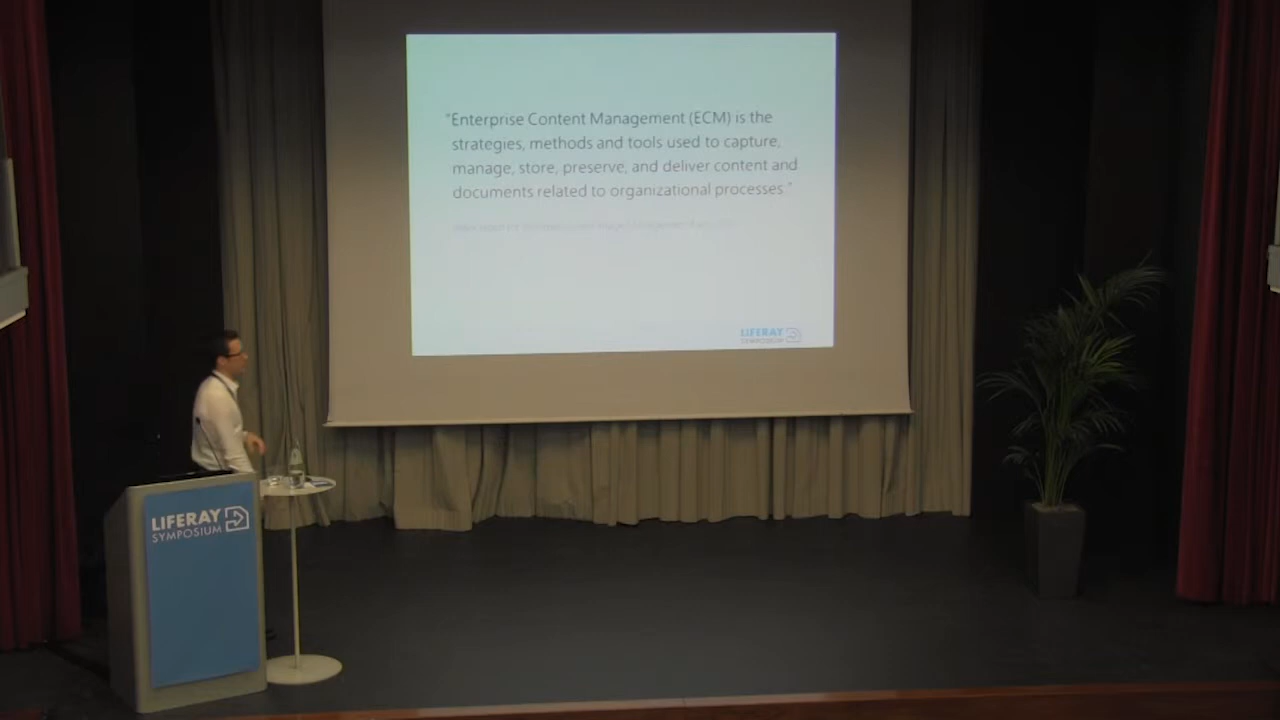 "Enterprise Content Management (ECM) is the
strategies, methods and tools used to capture,
manage, store, preserve, and deliver content and
documents related to organizational processes."
LIFERAY
SYMPOSIUM
LIFERAY
SYMPOSIUM